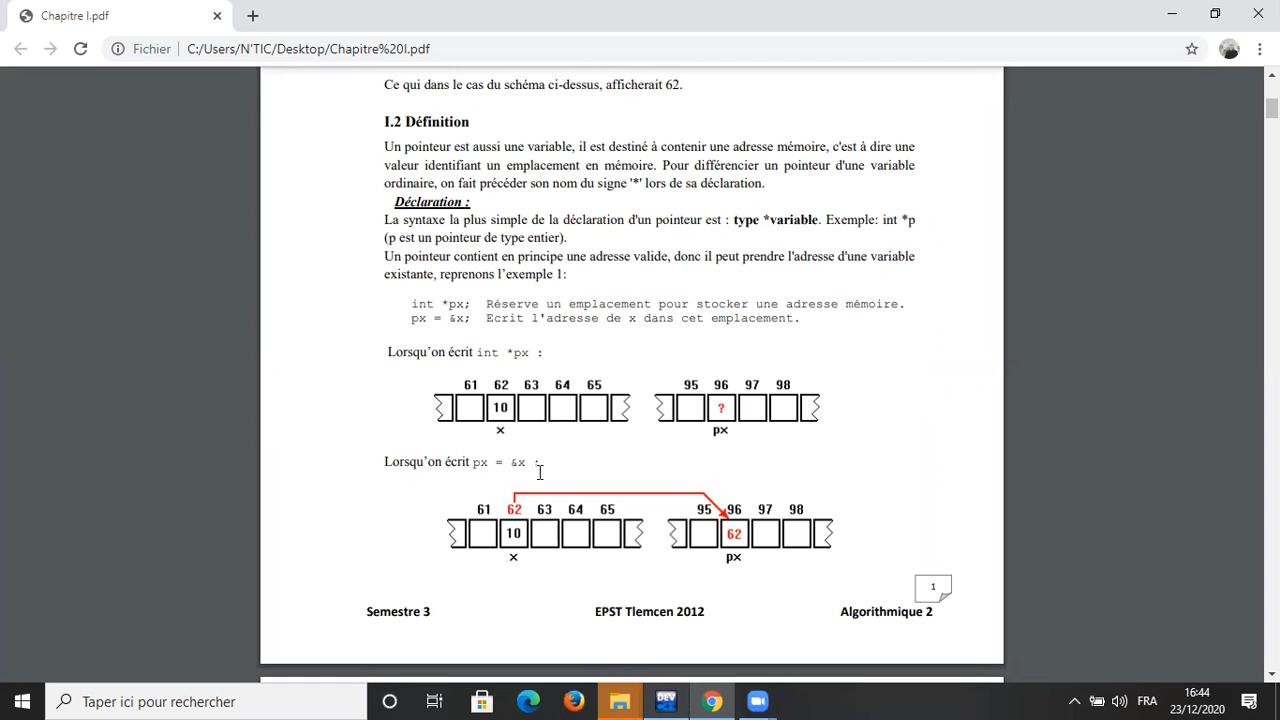 Chapitre I.pdf
Fichier
C:/Users/N'TIC/Desktop/Chapitre%20I.pdf
Ce qui dans le cas du schéma ci-dessus, afficherait 62.
I.2 Définition
Un pointeur est aussi une variable, il est destiné à contenir une adresse mémoire, c'est à dire une
valeur identifiant un emplacement en mémoire. Pour différencier un pointeur d'une variable
ordinaire, on fait précéder son nom du signe '*' lors de sa déclaration.
Déclaration :
La syntaxe la plus simple de la déclaration d'un pointeur est : type *variable. Exemple: int *p
(p est un pointeur de type entier).
Un pointeur contient en principe une adresse valide, donc il peut prendre l'adresse d'une variable
existante, reprenons l’exemple 1:
int *px; Réserve un emplacement pour stocker une adresse mémoire.
px = &x; Ecrit l'adresse de x dans cet emplacement.
Lorsqu’on écrit int *px :
61 62 63 64 65 95 96 97 98
10 ?
x px
Lorsqu’on écrit px = &x :
61 62 63 64 65 95 96 97 98
10 62
x px
1
Semestre 3 EPST Tlemcen 2012 Algorithmique 2
Taper ici pour rechercher
DEV
FRA
16:44
23/12/2020